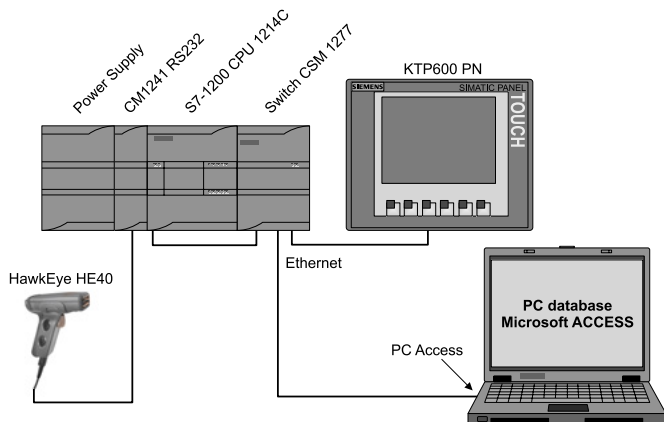 Power Supply
CM1241 RS232
S7-1200 CPU 1214C
Switch CSM 1277
KTP600 PN
SIEMENS
SIMATIC PANEL
TOUCH
Ethernet
HawkEye HE40
PC database
Microsoft ACCESS
PC Access